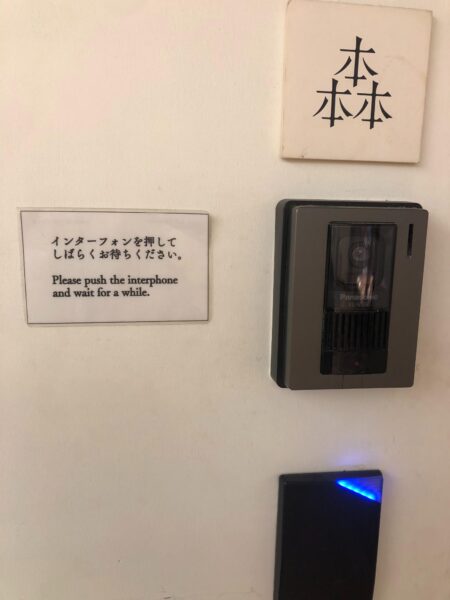 本
本本
インターフォンを押して
しばらくお待ちください。
Please push the interphone
and wait for a while.
Panasonic